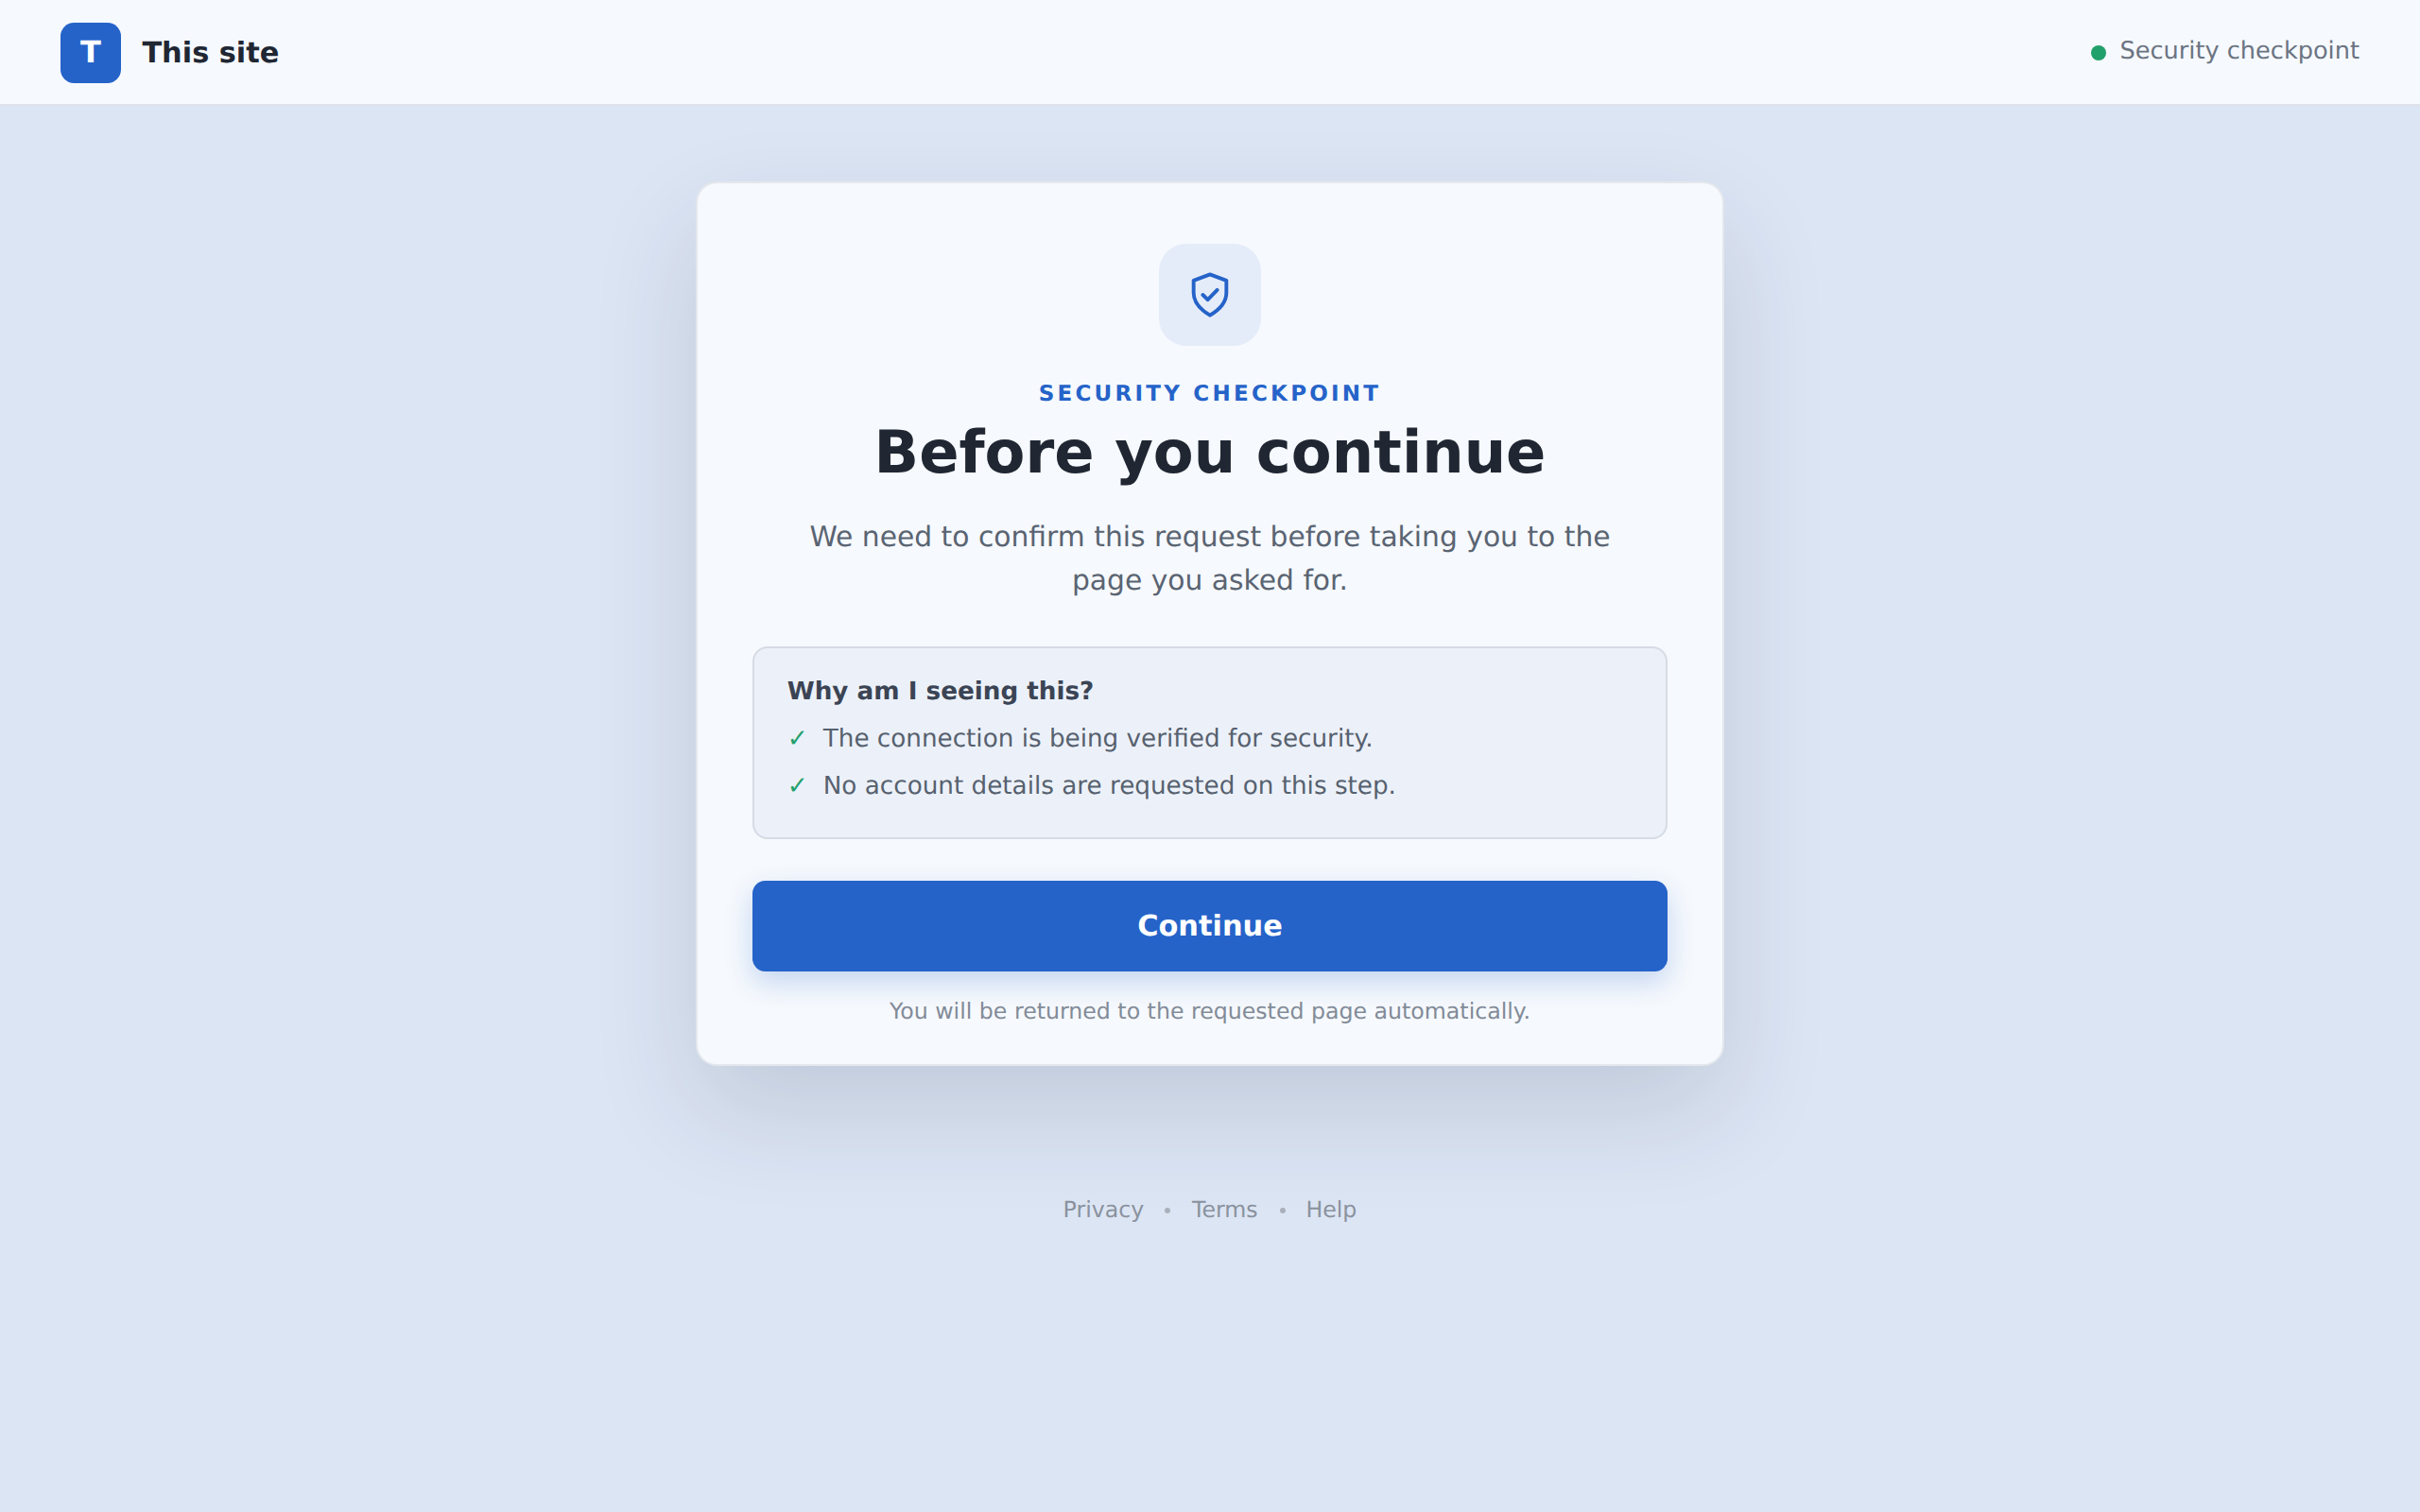 T This site
Security checkpoint
SECURITY CHECKPOINT
Before you continue
We need to confirm this request before taking you to the
page you asked for.
Why am I seeing this?
✓ The connection is being verified for security.
✓ No account details are requested on this step.
Continue
You will be returned to the requested page automatically.
Privacy • Terms • Help